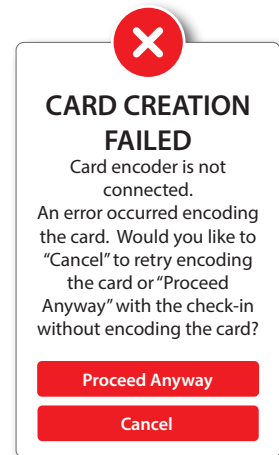 CARD CREATION
FAILED
Card encoder is not
connected.
An error occurred encoding
the card. Would you like to
“Cancel” to retry encoding
the card or “Proceed
Anyway” with the check-in
without encoding the card?
Proceed Anyway
Cancel